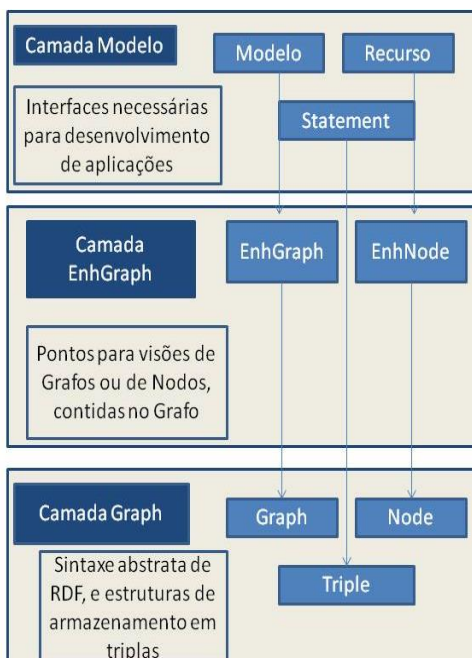 Camada Modelo
Modelo
Recurso
Interfaces necessárias
para desenvolvimento
de aplicações
Statement
Camada
EnhGraph
EnhGraph
EnhNode
Pontos para visões de
Grafos ou de Nodos,
contidas no Grafo
Camada Graph
Graph
Node
Sintaxe abstrata de
RDF, e estruturas de
armazenamento em
triplas
Triple